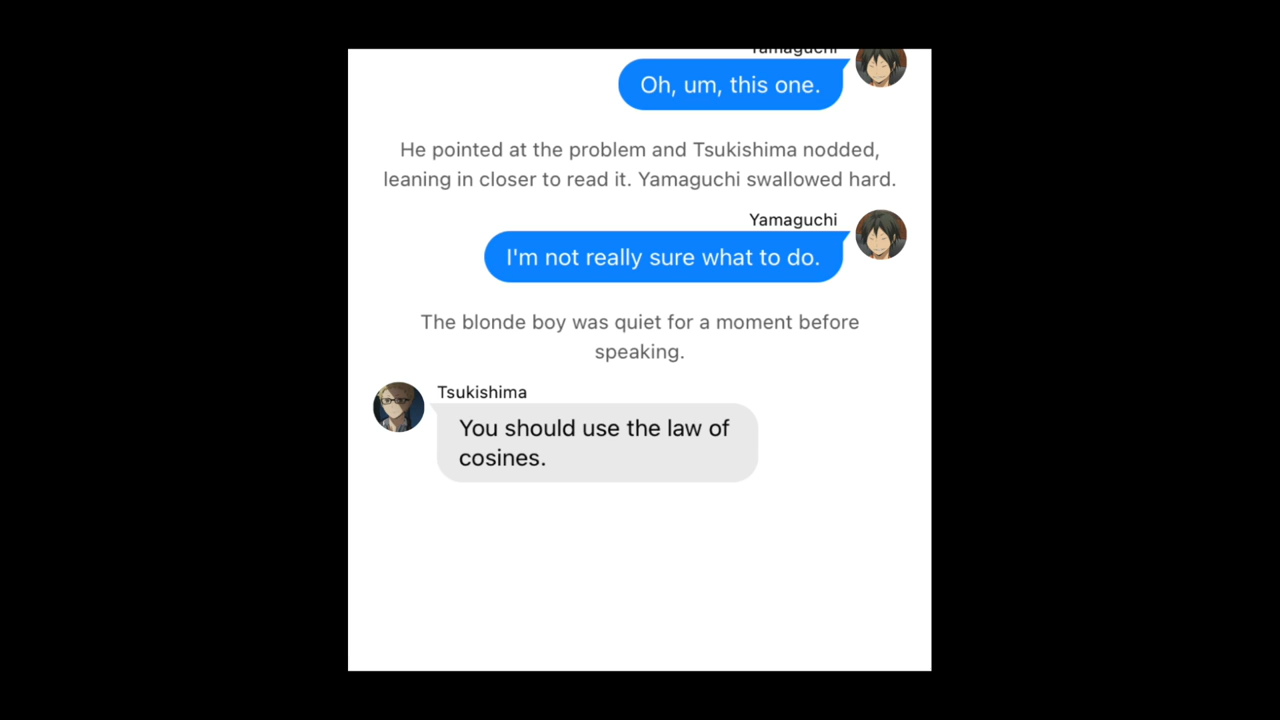 Yamaguchi
Oh, um, this one.
He pointed at the problem and Tsukishima nodded,
leaning in closer to read it. Yamaguchi swallowed hard.
Yamaguchi
I'm not really sure what to do.
The blonde boy was quiet for a moment before
speaking.
Tsukishima
You should use the law of
cosines.